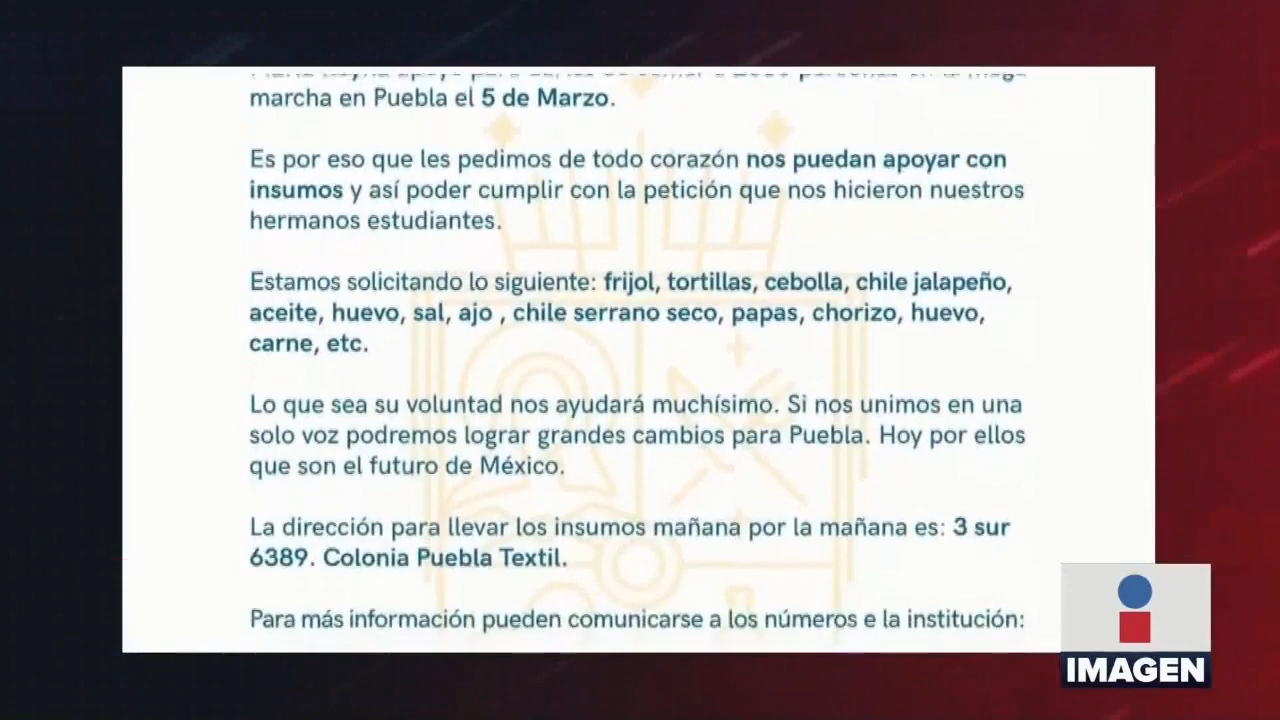 marcha en Puebla el 5 de Marzo.
Es por eso que les pedimos de todo corazón nos puedan apoyar con
insumos y así poder cumplir con la petición que nos hicieron nuestros
hermanos estudiantes.
Estamos solicitando lo siguiente: frijol, tortillas, cebolla, chile jalapeño,
aceite, huevo, sal, ajo , chile serrano seco, papas, chorizo, huevo,
carne, etc.
Lo que sea su voluntad nos ayudará muchísimo. Si nos unimos en una
solo voz podremos lograr grandes cambios para Puebla. Hoy por ellos
que son el futuro de México.
La dirección para llevar los insumos mañana por la mañana es: 3 sur
6389. Colonia Puebla Textil.
Para más información pueden comunicarse a los números e la institución:
IMAGEN